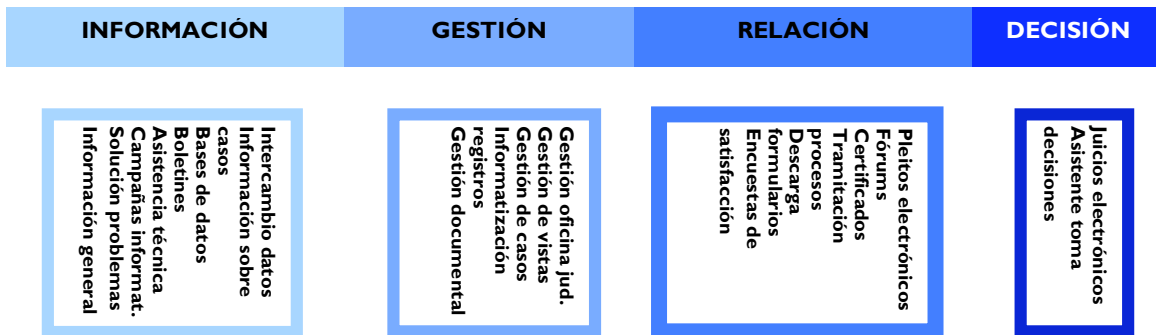 INFORMACIÓN
GESTIÓN
RELACIÓN
DECISIÓN
Intercambio datos
Información sobre
casos
Bases de datos
Boletines
Asistencia técnica
Campañas informat.
Solución problemas
Información general
Gestión oficina jud.
Gestión de vistas
Gestión de casos
Informatización
registros
Gestión documental
Pleitos electrónicos
Fórums
Certificados
Tramitación
procesos
Descarga
formularios
Encuestas de
satisfacción
Juicios electrónicos
Asistente toma
decisiones